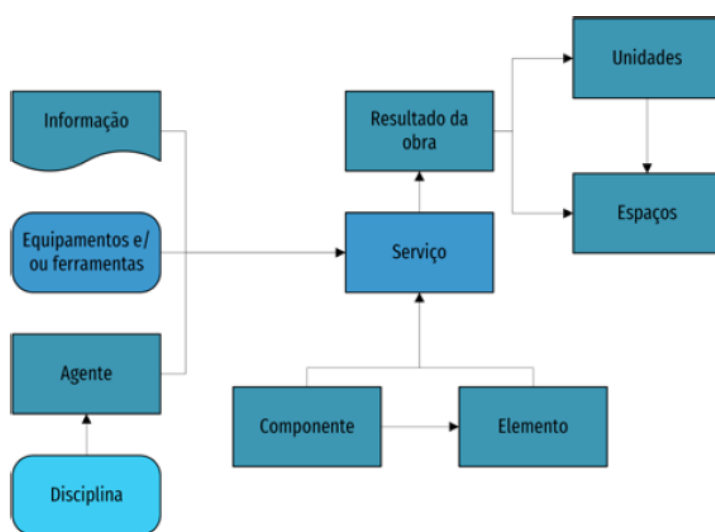 Unidades
Informação
Resultado da
obra
Espaços
Equipamentos e/
ou ferramentas
Serviço
Agente
Componente
Elemento
Disciplina